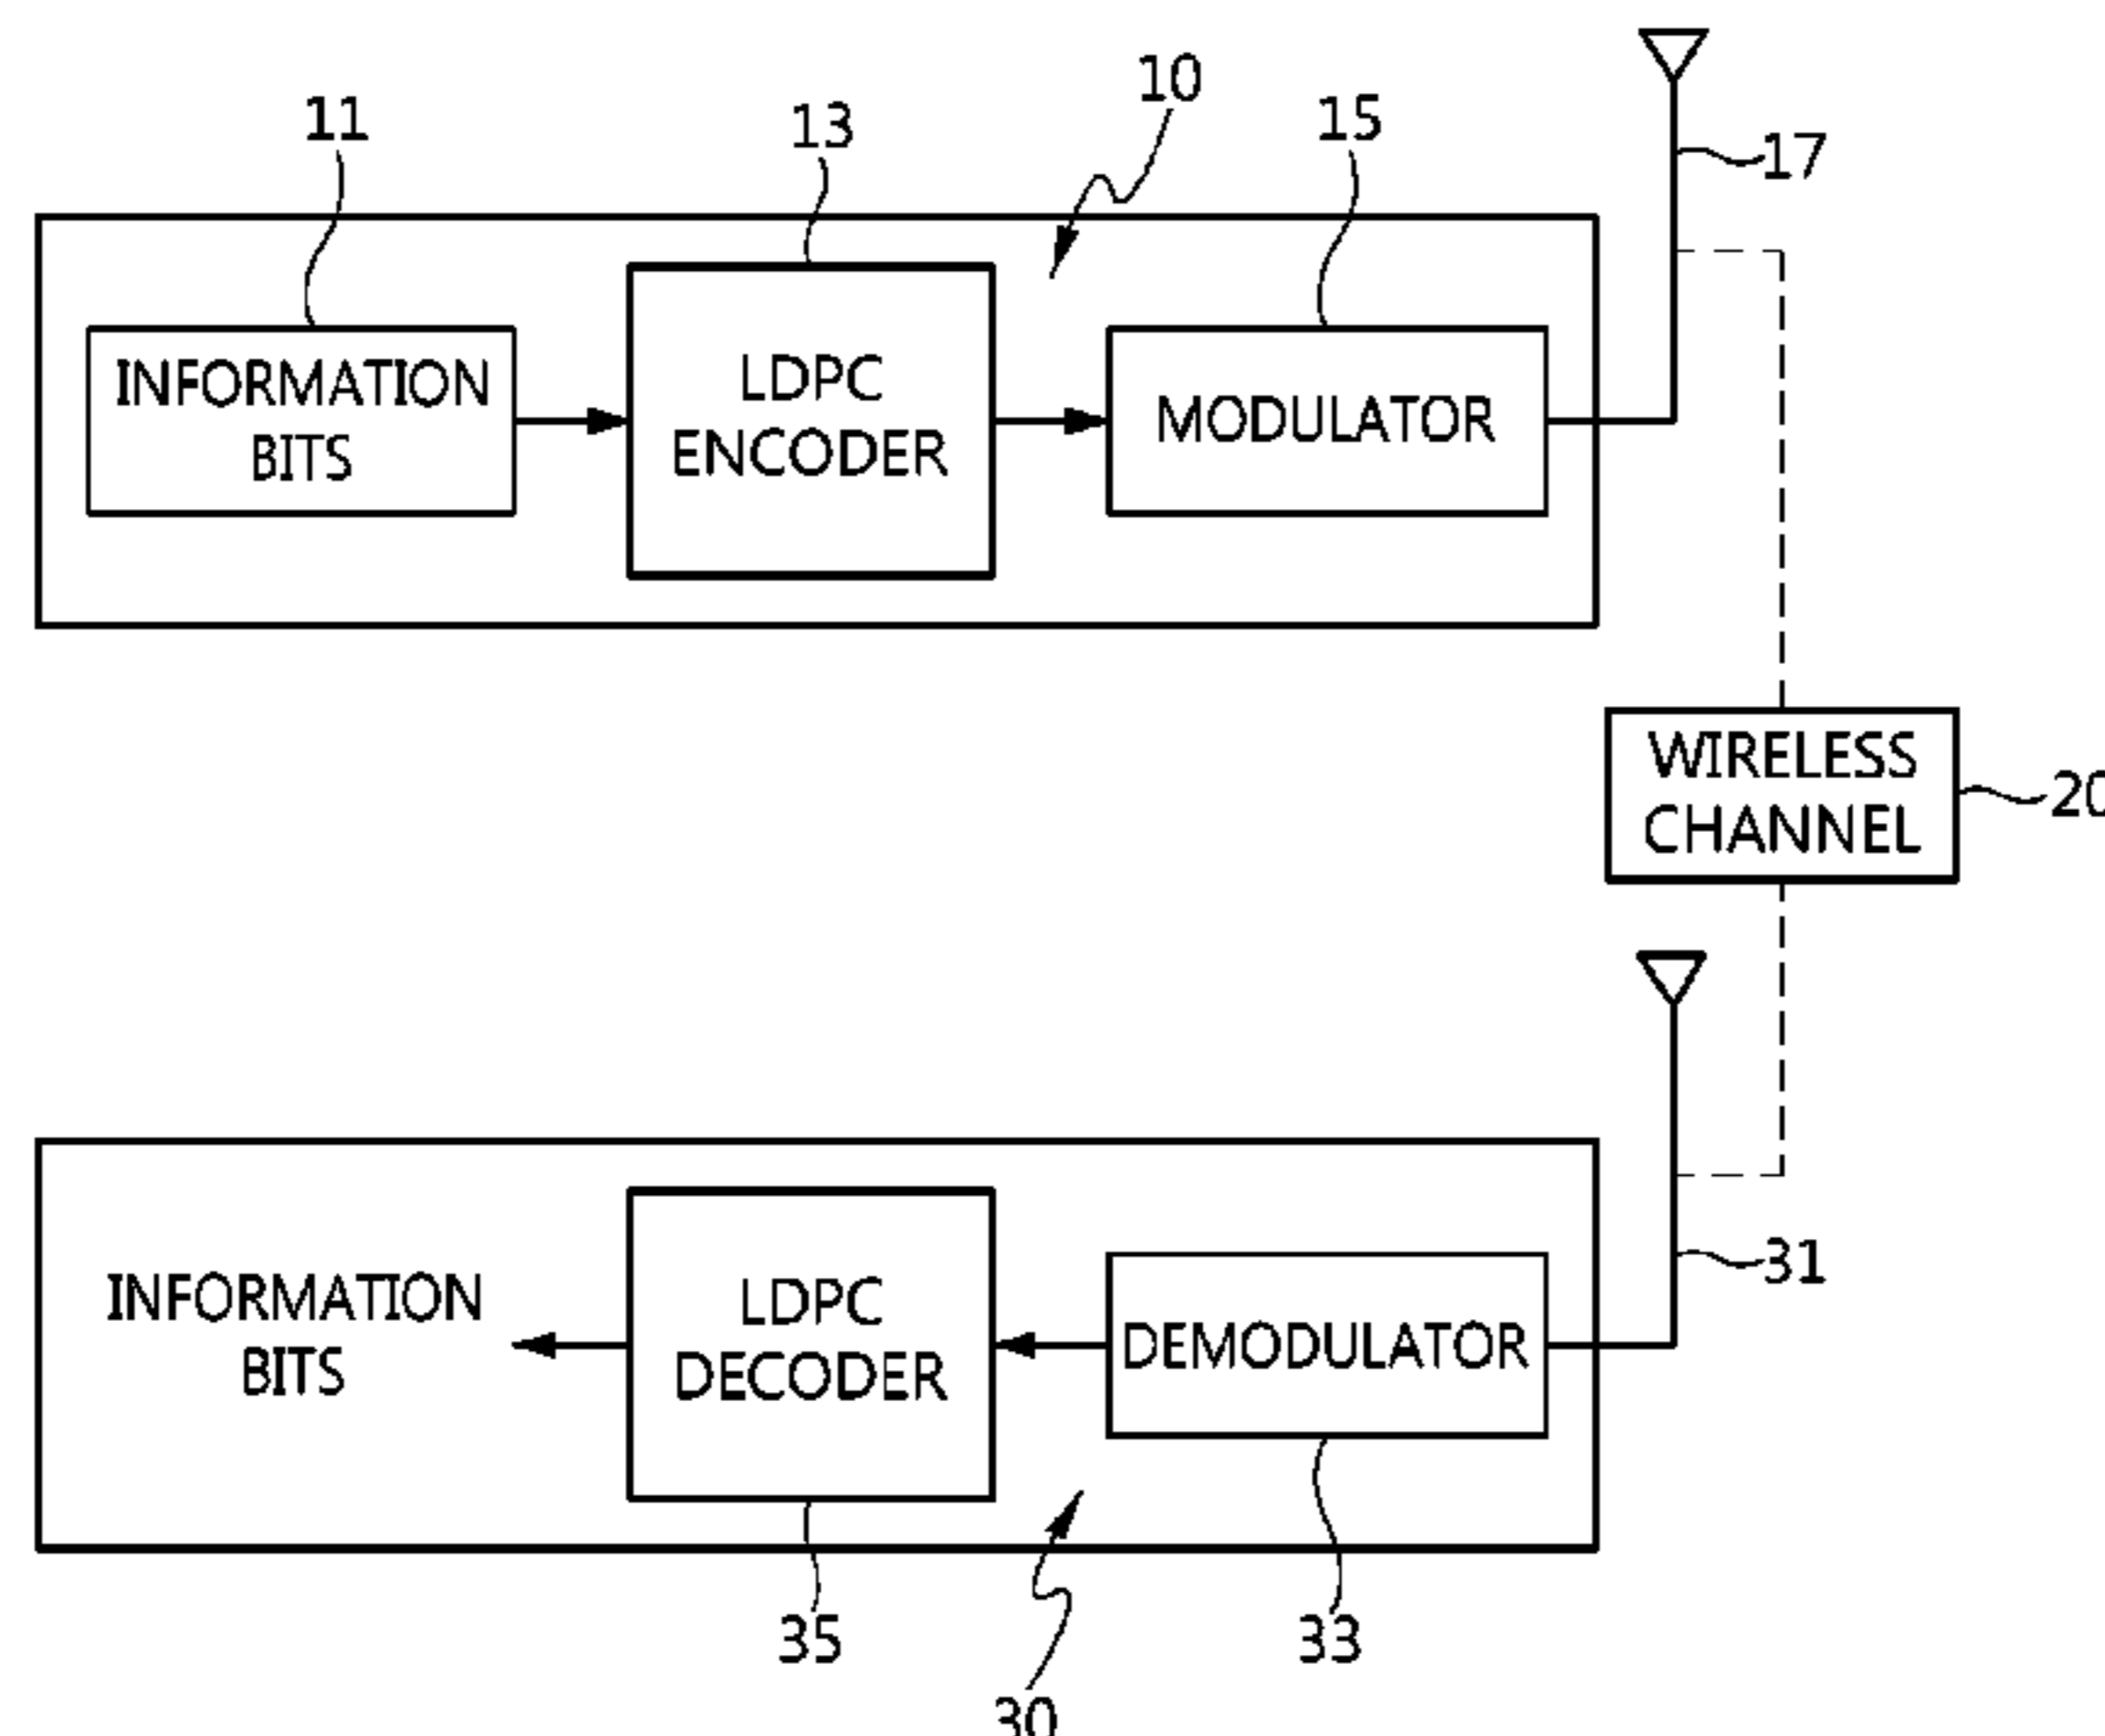 10
11
13
15
17
INFORMATION
BITS
LDPC
ENCODER
MODULATOR
WIRELESS
CHANNEL
20
31
INFORMATION
BITS
LDPC
DECODER
DEMODULATOR
35
33
30